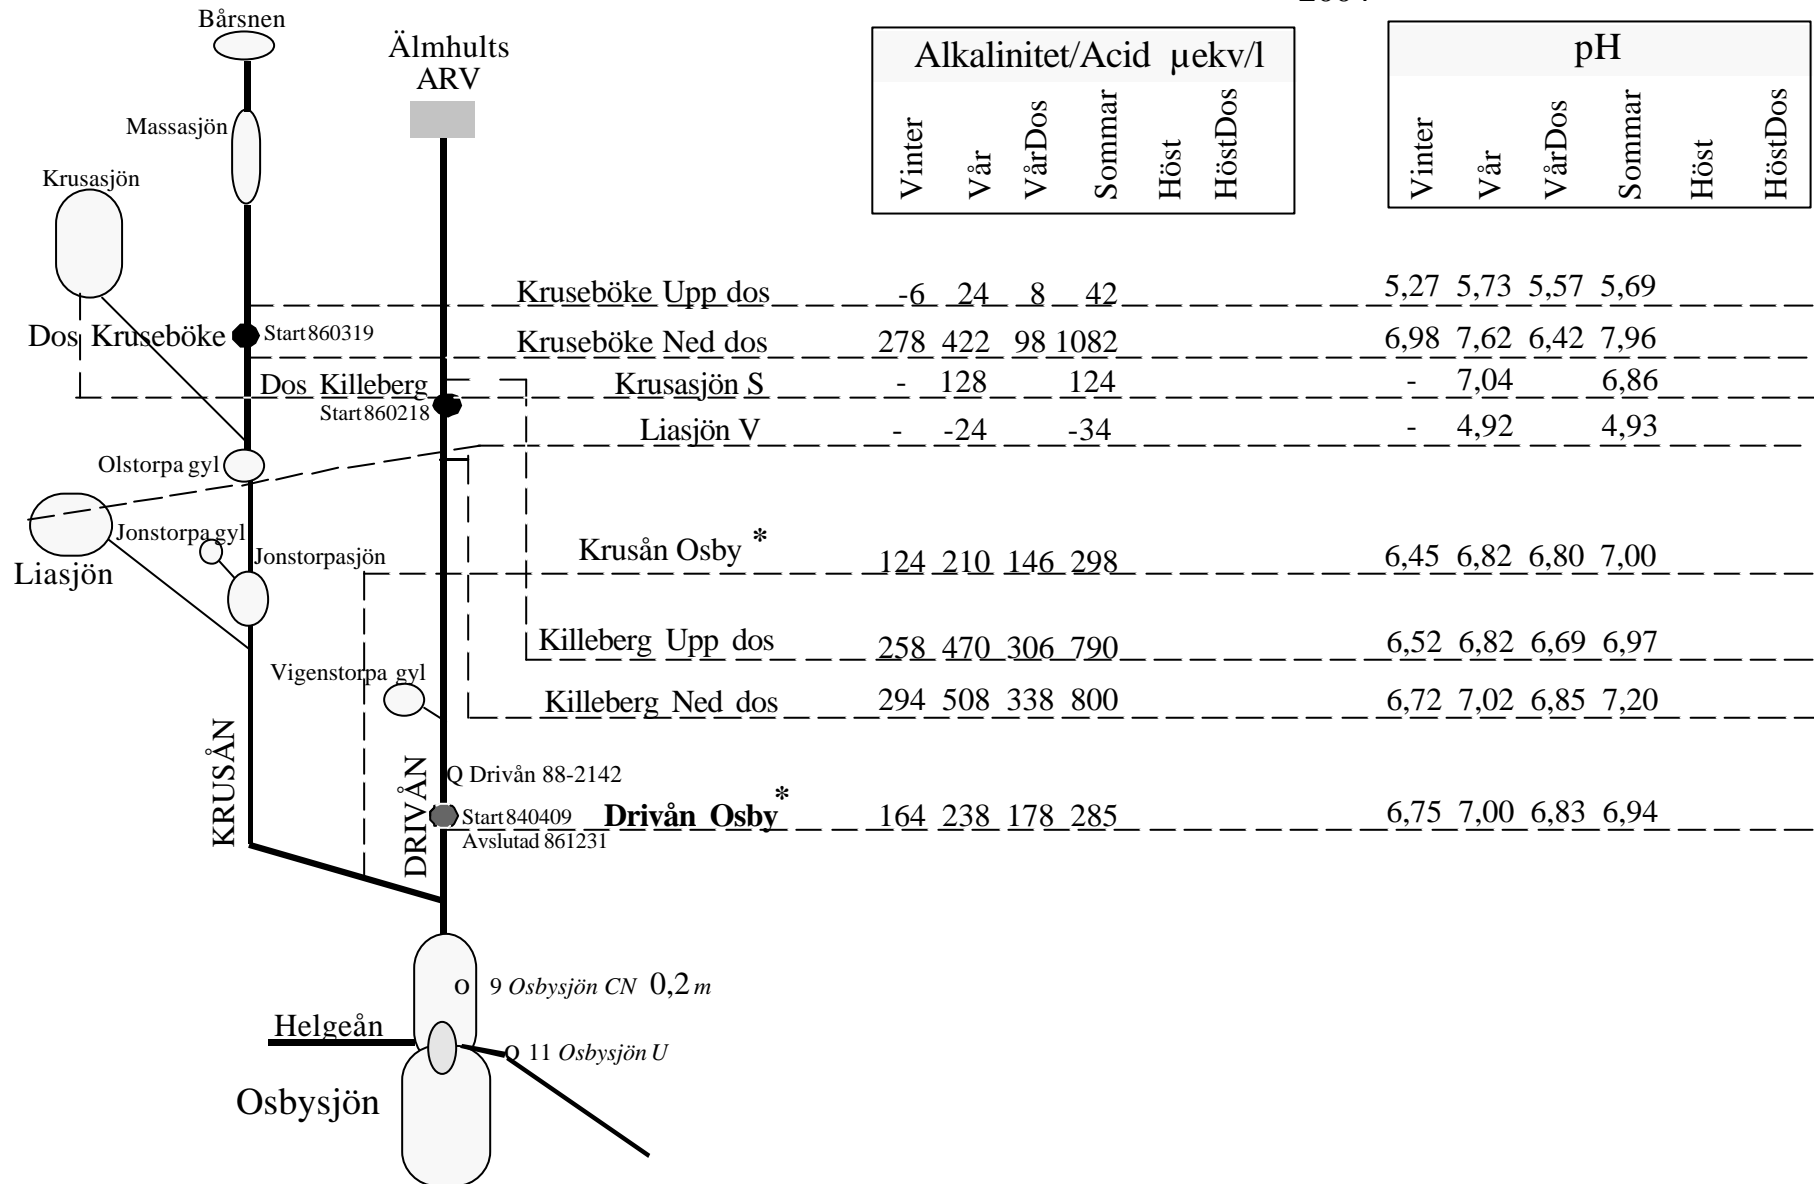 Bårsnen
Älmhults
ARV
Massasjön
Krusasjön
Alkalinitet/Acid µekv/l
Vinter Vår VårDos Sommar Höst HöstDos
pH
Vinter Vår VårDos Sommar Höst HöstDos
Kruseböke Upp dos -6 24 8 42 5,27 5,73 5,57 5,69
Dos Kruseböke Start 860319
Kruseböke Ned dos 278 422 98 1082 6,98 7,62 6,42 7,96
Dos Killeberg
Start 860218
Krusasjön S - 128 124 - 7,04 6,86
Liasjön V - -24 -34 - 4,92 4,93
Olstorpa gyl
Jonstorpa gyl
Jonstorpasjön
Liasjön
Krusån Osby * 124 210 146 298 6,45 6,82 6,80 7,00
Killeberg Upp dos 258 470 306 790 6,52 6,82 6,69 6,97
Vigenstorpa gyl
Killeberg Ned dos 294 508 338 800 6,72 7,02 6,85 7,20
KRUSÅN
DRIVÅN
Q Drivån 88-2142
Start 840409
Avslutad 861231
Drivån Osby * 164 238 178 285 6,75 7,00 6,83 6,94
o 9 Osbysjön CN 0,2 m
Helgeån
o 11 Osbysjön U
Osbysjön